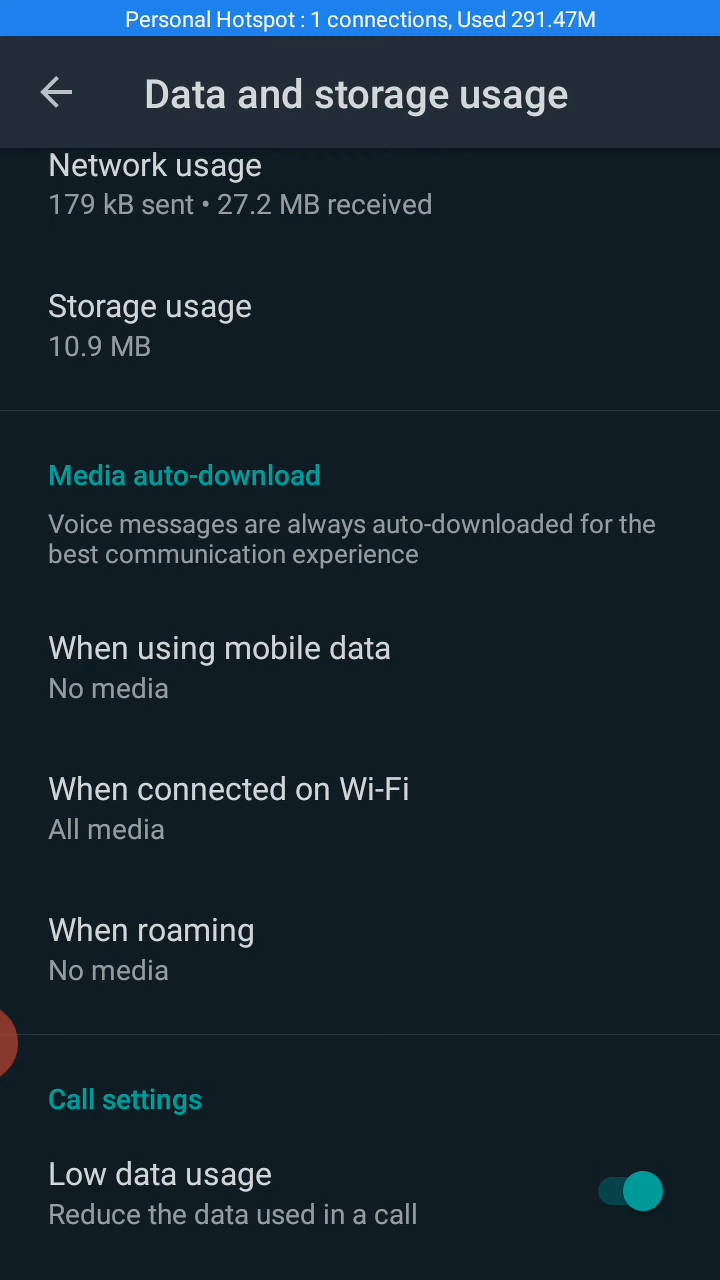 Personal Hotspot : 1 connections, Used 291.47M
Data and storage usage
Network usage
179 kB sent • 27.2 MB received
Storage usage
10.9 MB
Media auto-download
Voice messages are always auto-downloaded for the
best communication experience
When using mobile data
No media
When connected on Wi-Fi
All media
When roaming
No media
Call settings
Low data usage
Reduce the data used in a call